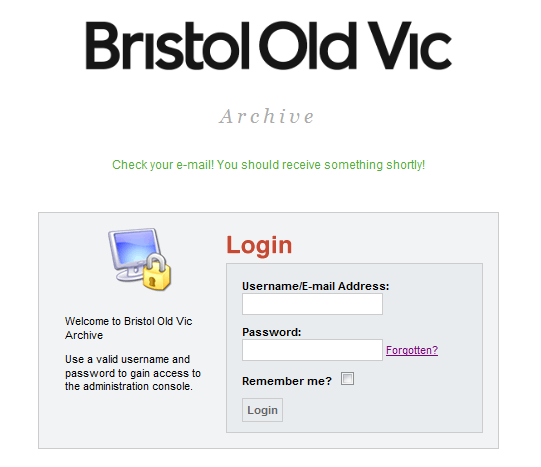 Bristol Old Vic
Archive
Check your e-mail! You should receive something shortly!
Login
Username/E-mail Address:
Welcome to Bristol Old Vic
Archive
Use a valid username and
password to gain access to
the administration console.
Password:
Forgotten?
Remember me?
Login